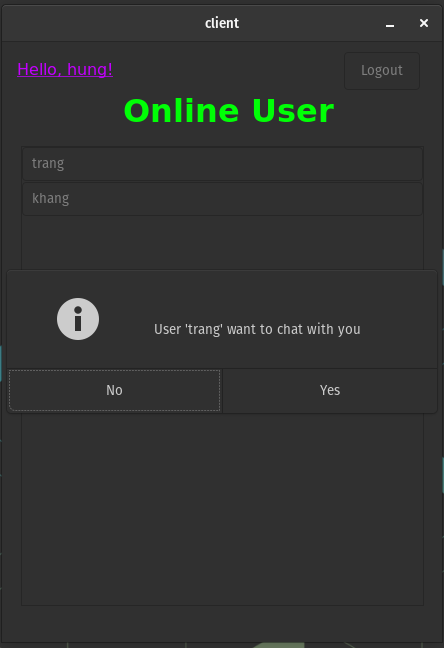 client
Hello, hung!
Logout
Online User
trang
khang
User 'trang' want to chat with you
No
Yes